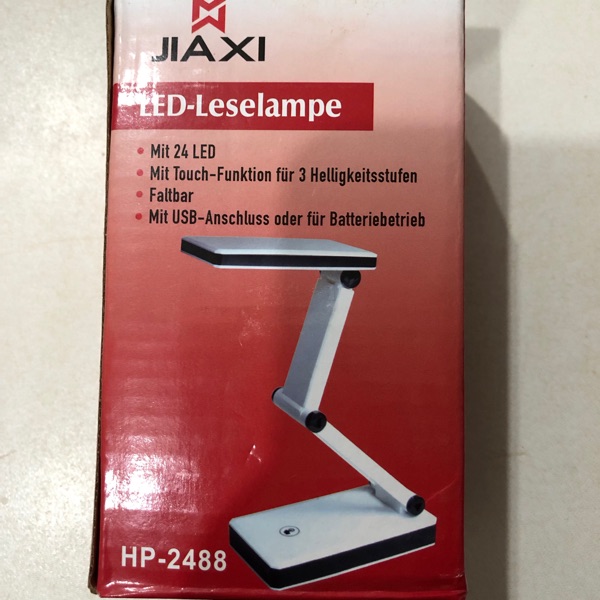 JIAXI
LED-Leselampe
Mit 24 LED
Mit Touch-Funktion für 3 Helligkeitsstufen
Faltbar
Mit USB-Anschluss oder für Batteriebetrieb
HP-2488